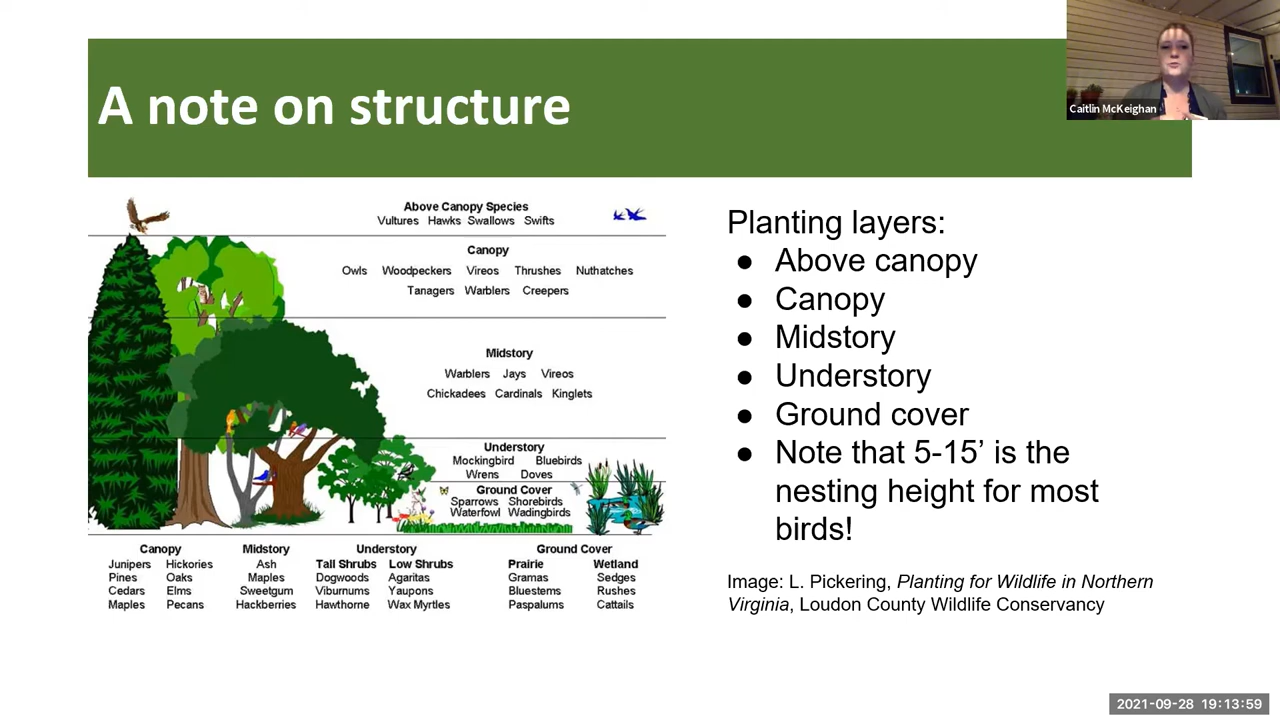 A note on structure
Caitlin McKeighan
Above Canopy Species
Vultures Hawks Swallows Swifts
Canopy
Owls Woodpeckers Vireos Thrushes Nuthatches
Tanagers Warblers Creepers
Midstory
Warblers Jays Vireos
Chickadees Cardinals Kinglets
Understory
Mockingbird Bluebirds
Wrens Doves
Ground Cover
Sparrows Shorebirds
Waterfowl Wadingbirds
Canopy Midstory Understory Ground Cover
Junipers Hickories Ash Tall Shrubs Low Shrubs Prairie Wetland
Pines Oaks Maples Dogwoods Agaritas Gramas Sedges
Cedars Elms Sweetgum Viburnums Yaupons Bluestems Rushes
Maples Pecans Hackberries Hawthorne Wax Myrtles Paspalums Cattails
Planting layers:
● Above canopy
● Canopy
● Midstory
● Understory
● Ground cover
● Note that 5-15’ is the
nesting height for most
birds!
Image: L. Pickering, Planting for Wildlife in Northern
Virginia, Loudon County Wildlife Conservancy
2021-09-28 19:13:59